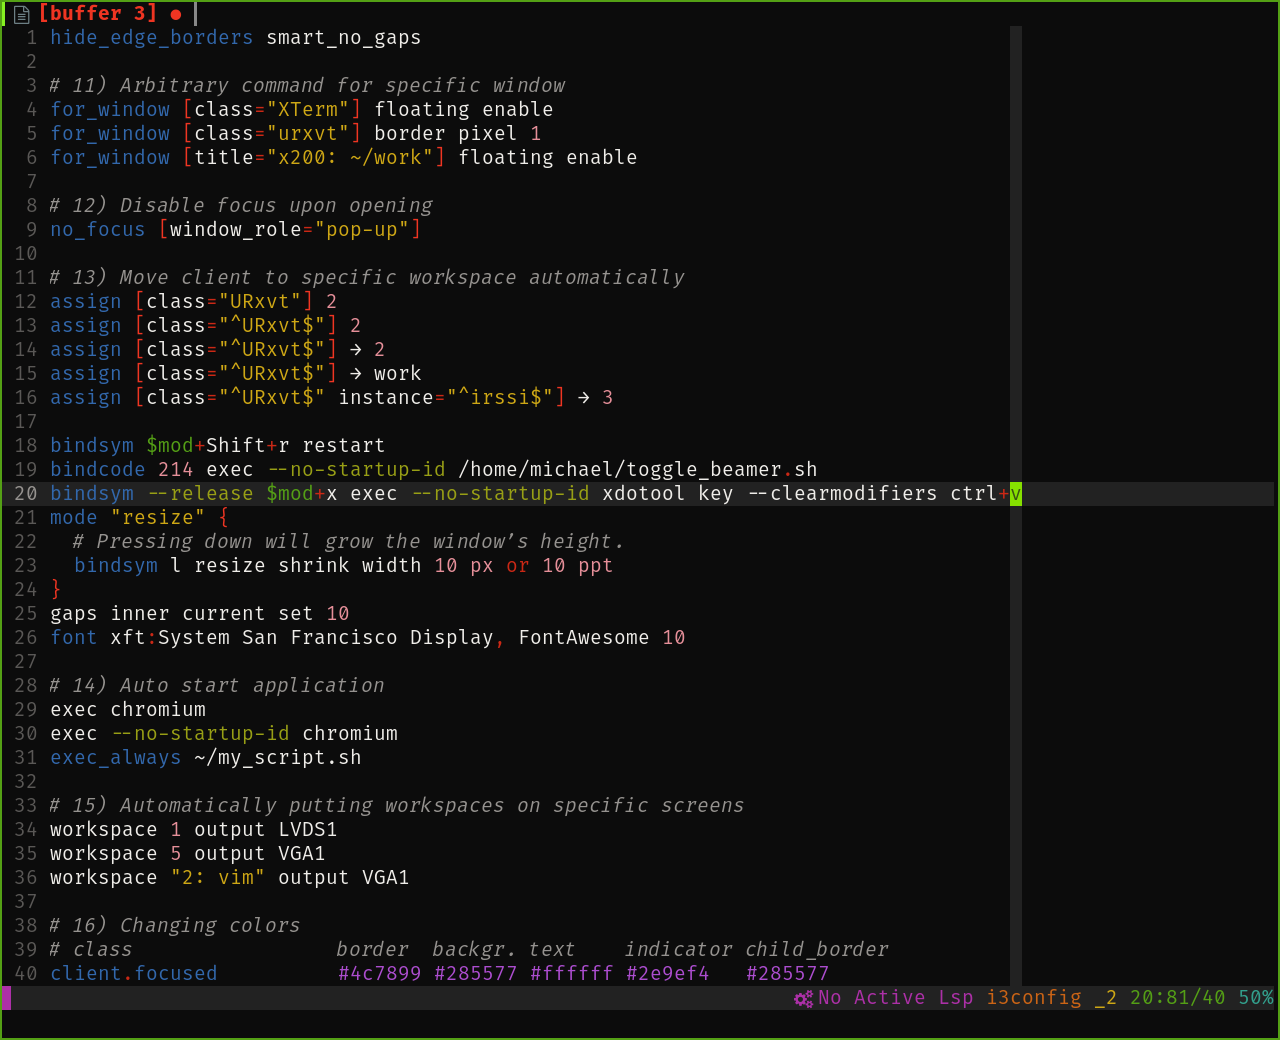 [buffer 3] ●
1 hide_edge_borders smart_no_gaps
2
3 # 11) Arbitrary command for specific window
4 for_window [class="XTerm"] floating enable
5 for_window [class="urxvt"] border pixel 1
6 for_window [title="x200: ~/work"] floating enable
7
8 # 12) Disable focus upon opening
9 no_focus [window_role="pop-up"]
10
11 # 13) Move client to specific workspace automatically
12 assign [class="URxvt"] 2
13 assign [class="^URxvt$"] 2
14 assign [class="^URxvt$"] → 2
15 assign [class="^URxvt$"] → work
16 assign [class="^URxvt$" instance="^irssi$"] → 3
17
18 bindsym $mod+Shift+r restart
19 bindcode 214 exec --no-startup-id /home/michael/toggle_beamer.sh
20 bindsym --release $mod+x exec --no-startup-id xdotool key --clearmodifiers ctrl+v
21 mode "resize" {
22   # Pressing down will grow the window’s height.
23   bindsym l resize shrink width 10 px or 10 ppt
24 }
25 gaps inner current set 10
26 font xft:System San Francisco Display, FontAwesome 10
27
28 # 14) Auto start application
29 exec chromium
30 exec --no-startup-id chromium
31 exec_always ~/my_script.sh
32
33 # 15) Automatically putting workspaces on specific screens
34 workspace 1 output LVDS1
35 workspace 5 output VGA1
36 workspace "2: vim" output VGA1
37
38 # 16) Changing colors
39 # class                 border  backgr. text    indicator child_border
40 client.focused          #4c7899 #285577 #ffffff #2e9ef4   #285577
No Active Lsp i3config _2 20:81/40 50%